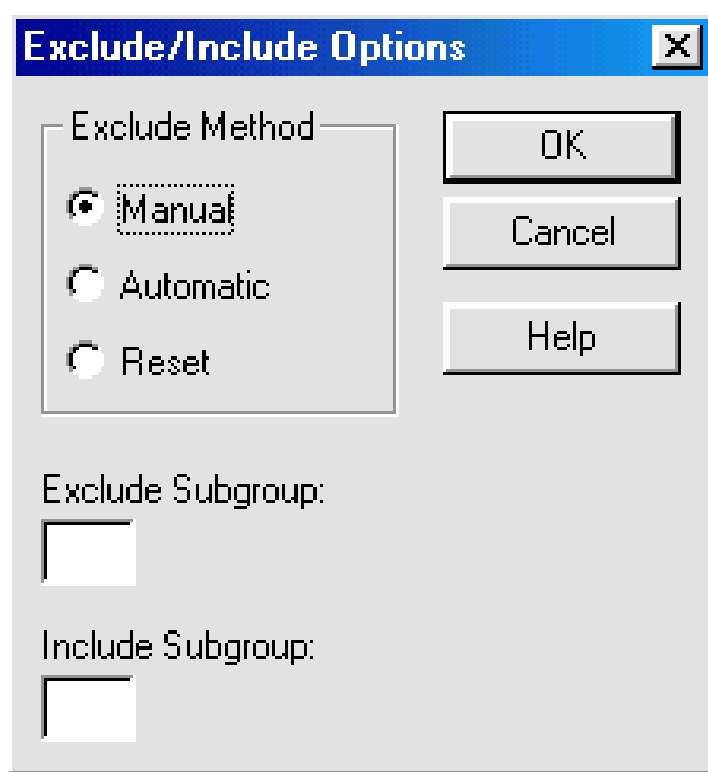 Exclude/Include Options
Exclude Method
Manual
Automatic
Reset
OK
Cancel
Help
Exclude Subgroup:
Include Subgroup: